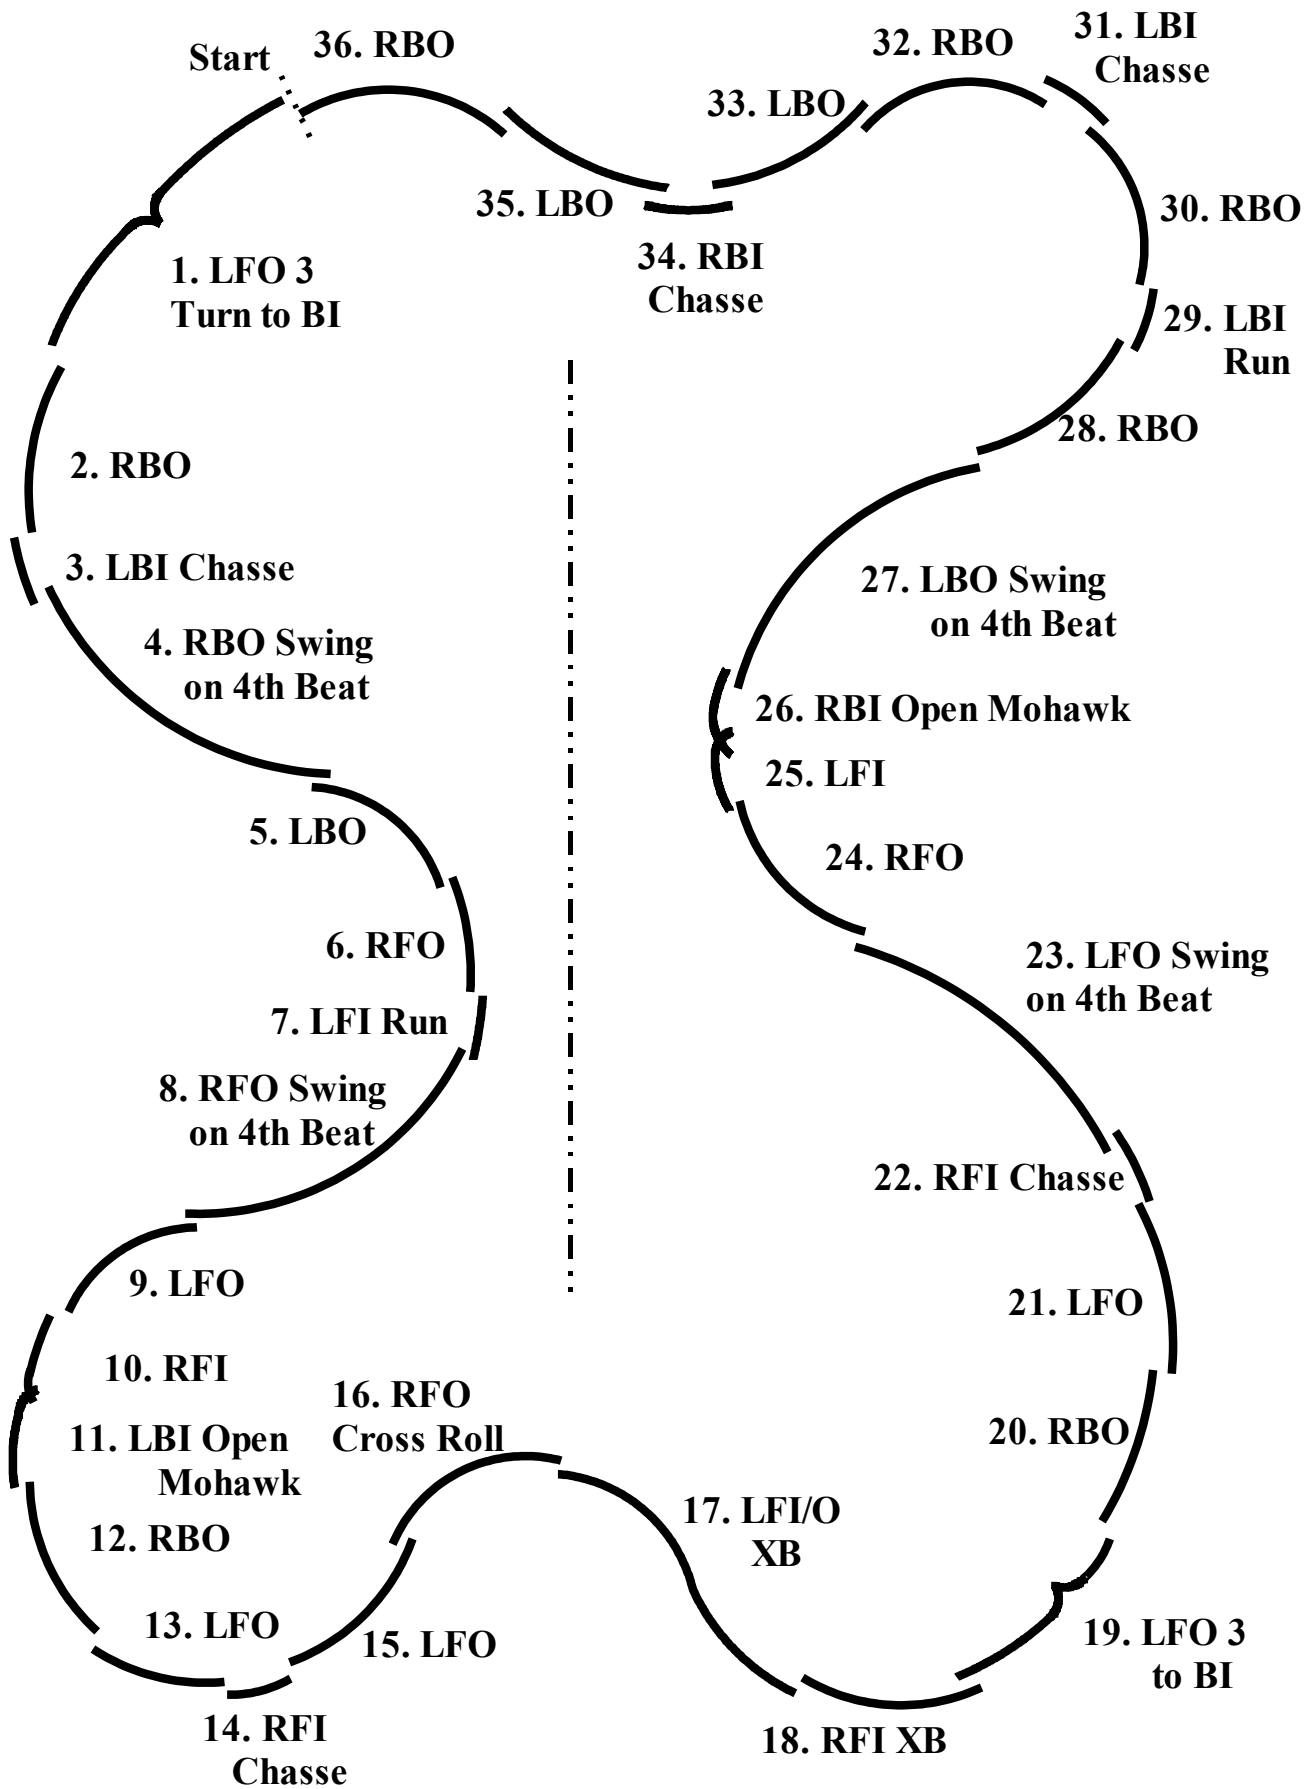 Start
36. RBO
32. RBO
31. LBI
Chasse
33. LBO
35. LBO
34. RBI
Chasse
30. RBO
29. LBI
Run
28. RBO
1. LFO 3
Turn to BI
2. RBO
3. LBI Chasse
4. RBO Swing
on 4th Beat
5. LBO
6. RFO
7. LFI Run
8. RFO Swing
on 4th Beat
9. LFO
10. RFI
11. LBI Open
Mohawk
12. RBO
13. LFO
14. RFI
Chasse
15. LFO
16. RFO
Cross Roll
17. LFI/O
XB
18. RFI XB
19. LFO 3
to BI
20. RBO
21. LFO
22. RFI Chasse
23. LFO Swing
on 4th Beat
24. RFO
25. LFI
26. RBI Open Mohawk
27. LBO Swing
on 4th Beat